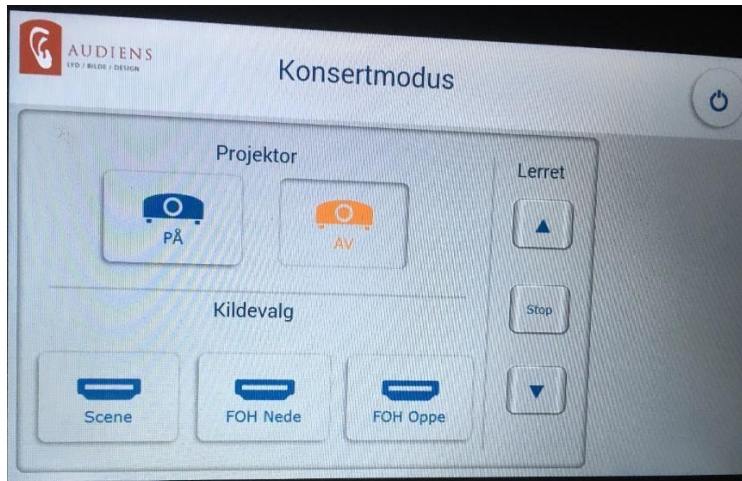 AUDIENS
LYD / BILDE / DESIGN
Konsertmodus
Projektor
PÅ
AV
Lerret
Stop
Kildevalg
Scene
FOH Nede
FOH Oppe